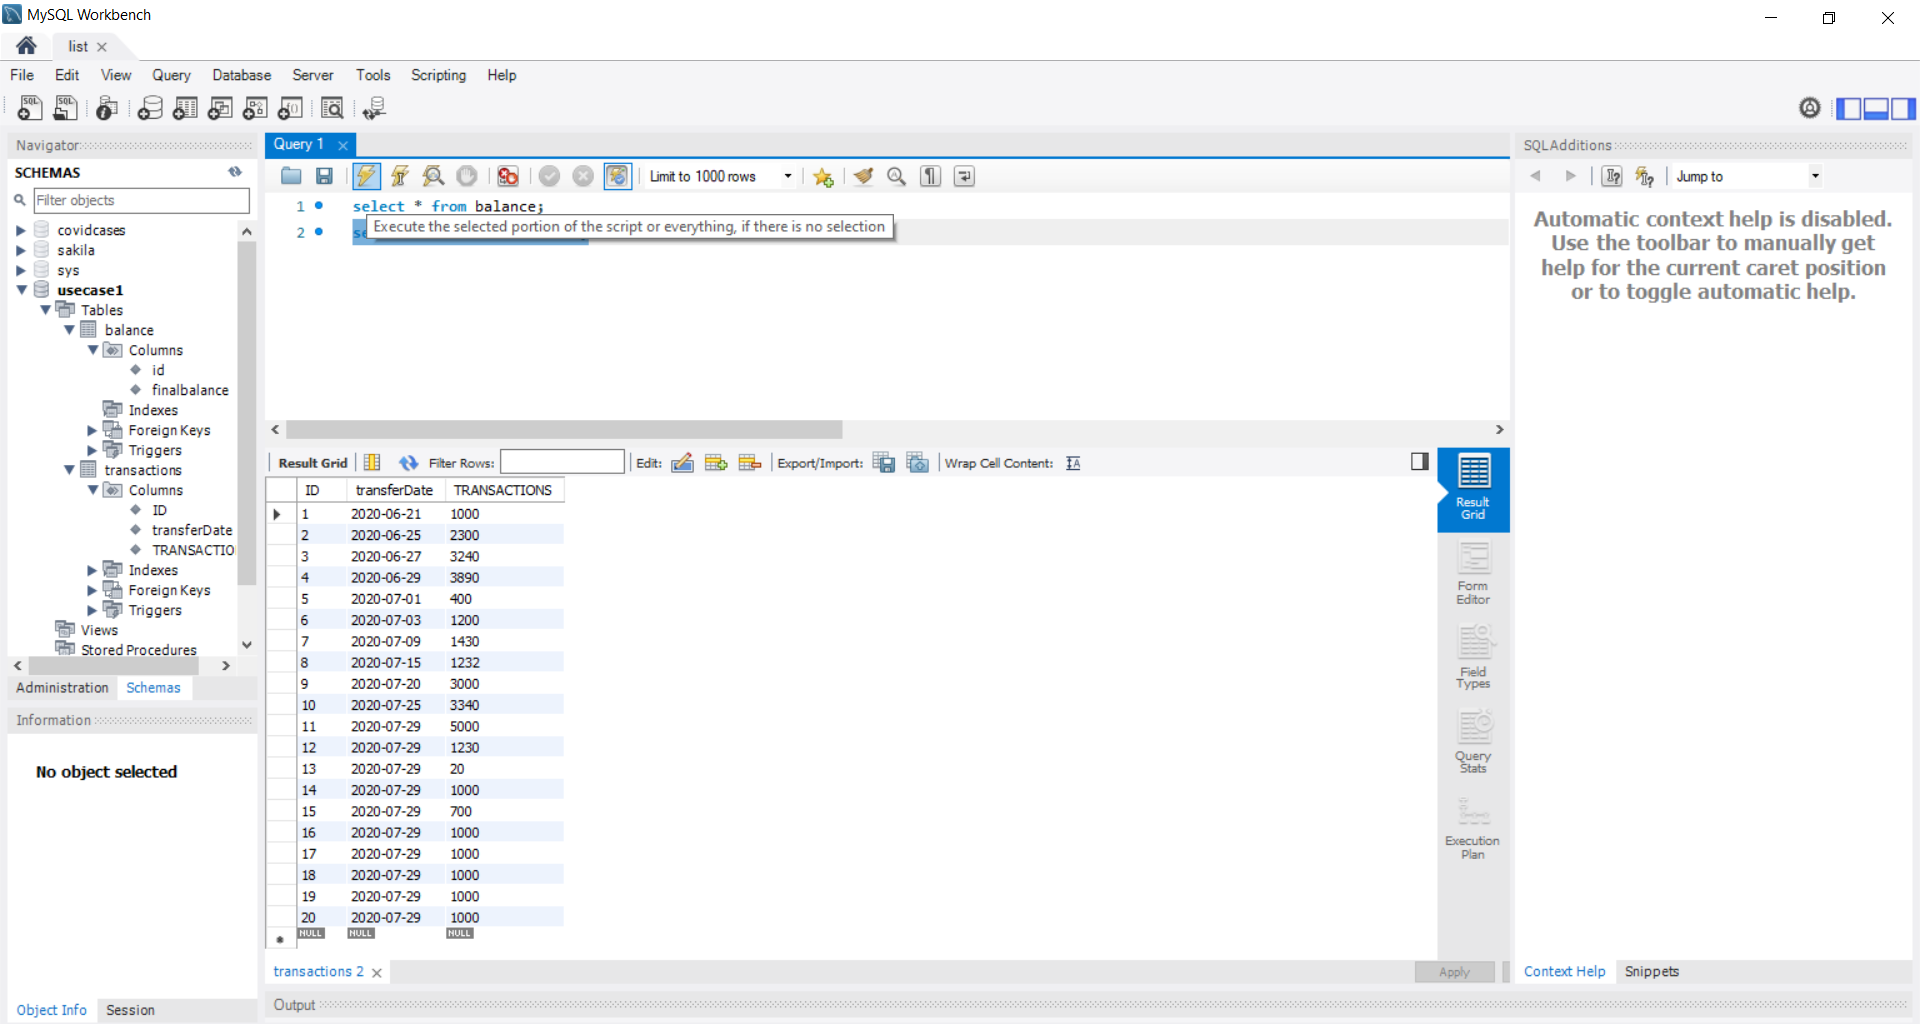 MySQL Workbench
list
File Edit View Query Database Server Tools Scripting Help
Navigator
SCHEMAS
Filter objects
covidcases
sakila
sys
usecase1
Tables
balance
Columns
id
finalbalance
Indexes
Foreign Keys
Triggers
transactions
Columns
ID
transferDate
TRANSACTIO
Indexes
Foreign Keys
Triggers
Views
Stored Procedures
Administration Schemas
Information
No object selected
Object Info Session
Query 1
Limit to 1000 rows
1 select * from balance;
2 se
Execute the selected portion of the script or everything, if there is no selection
Result Grid Filter Rows: Edit: Export/Import: Wrap Cell Content:
ID transferDate TRANSACTIONS
1 2020-06-21 1000
2 2020-06-25 2300
3 2020-06-27 3240
4 2020-06-29 3890
5 2020-07-01 400
6 2020-07-03 1200
7 2020-07-09 1430
8 2020-07-15 1232
9 2020-07-20 3000
10 2020-07-25 3340
11 2020-07-29 5000
12 2020-07-29 1230
13 2020-07-29 20
14 2020-07-29 1000
15 2020-07-29 700
16 2020-07-29 1000
17 2020-07-29 1000
18 2020-07-29 1000
19 2020-07-29 1000
20 2020-07-29 1000
NULL NULL NULL
Result
Grid
Form
Editor
Field
Types
Query
Stats
Execution
Plan
transactions 2
Apply
Output
SQLAdditions
Jump to
Automatic context help is disabled.
Use the toolbar to manually get
help for the current caret position
or to toggle automatic help.
Context Help Snippets